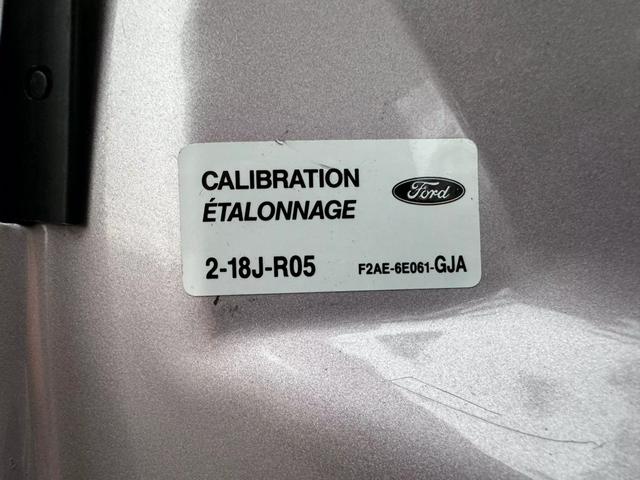 CALIBRATION
ÉTALONNAGE
Ford
2-18J-R05 F2AE-6E061-GJA